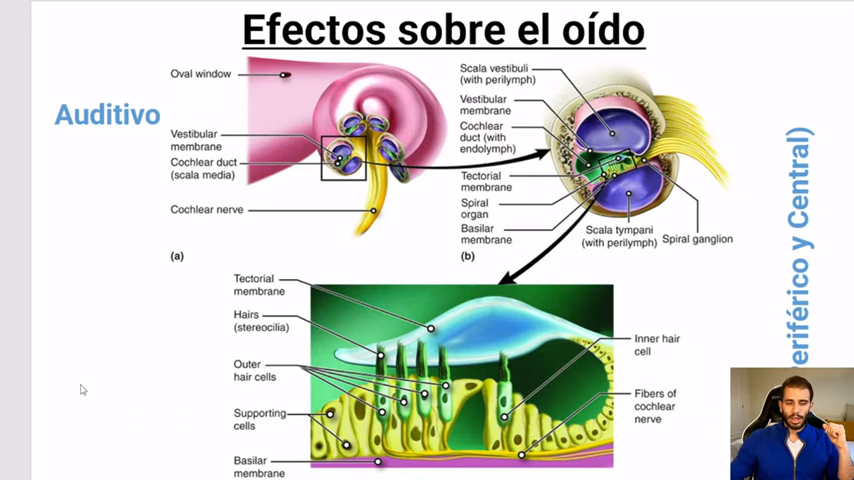 Efectos sobre el oído
Auditivo
Oval window
Vestibular
membrane
Cochlear duct
(scala media)
Cochlear nerve
(a)
Scala vestibuli
(with perilymph)
Vestibular
membrane
Cochlear
duct (with
endolymph)
Tectorial
membrane
Spiral
organ
Basilar
membrane
(b)
Scala tympani
(with perilymph)
Spiral ganglion
eriférico y Central)
Tectorial
membrane
Hairs
(stereocilia)
Outer
hair cells
Supporting
cells
Basilar
membrane
Inner hair
cell
Fibers of
cochlear
nerve